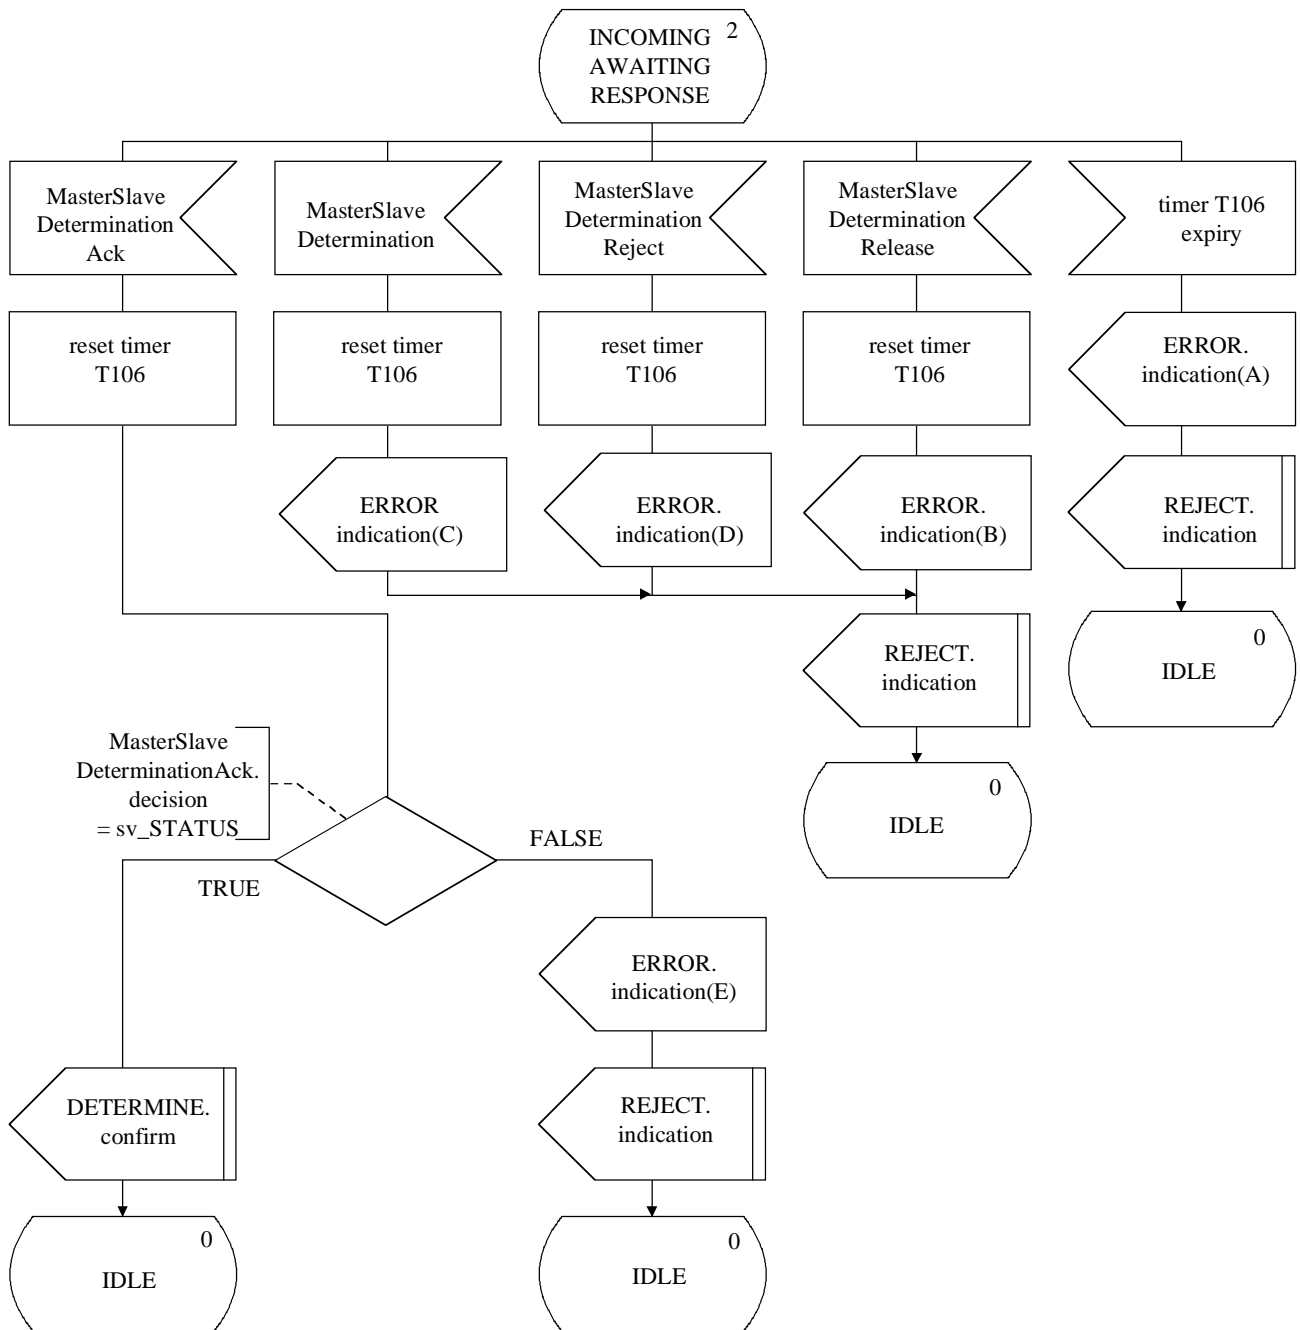 INCOMING 2
AWAITING
RESPONSE
MasterSlave
Determination
Ack
MasterSlave
Determination
MasterSlave
Determination
Reject
MasterSlave
Determination
Release
timer T106
expiry
reset timer
T106
reset timer
T106
reset timer
T106
reset timer
T106
ERROR.
indication(A)
ERROR
indication(C)
ERROR.
indication(D)
ERROR.
indication(B)
REJECT.
indication
REJECT.
indication
0
IDLE
0
IDLE
MasterSlave
DeterminationAck.
decision
= sv_STATUS
FALSE
TRUE
ERROR.
indication(E)
DETERMINE.
confirm
REJECT.
indication
0
IDLE
0
IDLE